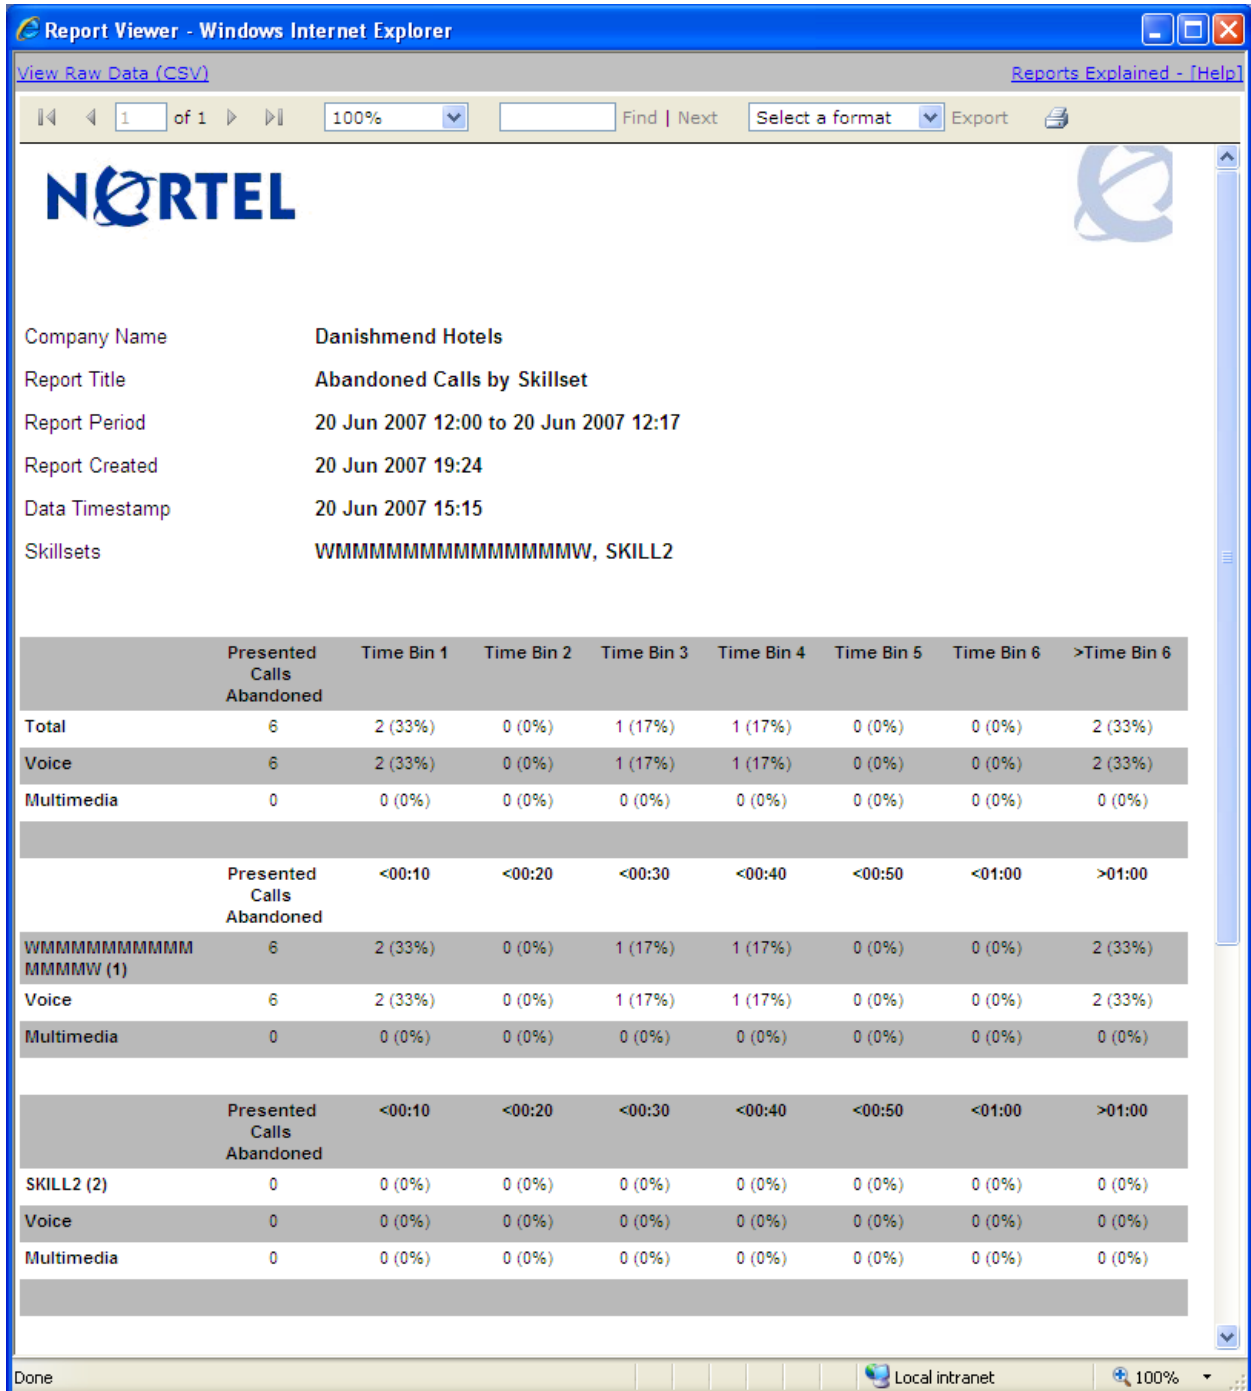 Report Viewer - Windows Internet Explorer
View Raw Data (CSV) Reports Explained - [Help]
1 of 1 100% Find | Next Select a format Export
NORTEL
Company Name Danishmend Hotels
Report Title Abandoned Calls by Skillset
Report Period 20 Jun 2007 12:00 to 20 Jun 2007 12:17
Report Created 20 Jun 2007 19:24
Data Timestamp 20 Jun 2007 15:15
Skillsets WMMMMMMMMMMMMMMW, SKILL2
Presented Time Bin 1 Time Bin 2 Time Bin 3 Time Bin 4 Time Bin 5 Time Bin 6 >Time Bin 6
Calls
Abandoned
Total 6 2 (33%) 0 (0%) 1 (17%) 1 (17%) 0 (0%) 0 (0%) 2 (33%)
Voice 6 2 (33%) 0 (0%) 1 (17%) 1 (17%) 0 (0%) 0 (0%) 2 (33%)
Multimedia 0 0 (0%) 0 (0%) 0 (0%) 0 (0%) 0 (0%) 0 (0%) 0 (0%)
Presented <00:10 <00:20 <00:30 <00:40 <00:50 <01:00 >01:00
Calls
Abandoned
WMMMMMMMMMM 6 2 (33%) 0 (0%) 1 (17%) 1 (17%) 0 (0%) 0 (0%) 2 (33%)
MMMMW (1)
Voice 6 2 (33%) 0 (0%) 1 (17%) 1 (17%) 0 (0%) 0 (0%) 2 (33%)
Multimedia 0 0 (0%) 0 (0%) 0 (0%) 0 (0%) 0 (0%) 0 (0%) 0 (0%)
Presented <00:10 <00:20 <00:30 <00:40 <00:50 <01:00 >01:00
Calls
Abandoned
SKILL2 (2) 0 0 (0%) 0 (0%) 0 (0%) 0 (0%) 0 (0%) 0 (0%) 0 (0%)
Voice 0 0 (0%) 0 (0%) 0 (0%) 0 (0%) 0 (0%) 0 (0%) 0 (0%)
Multimedia 0 0 (0%) 0 (0%) 0 (0%) 0 (0%) 0 (0%) 0 (0%) 0 (0%)
Done Local intranet 100%